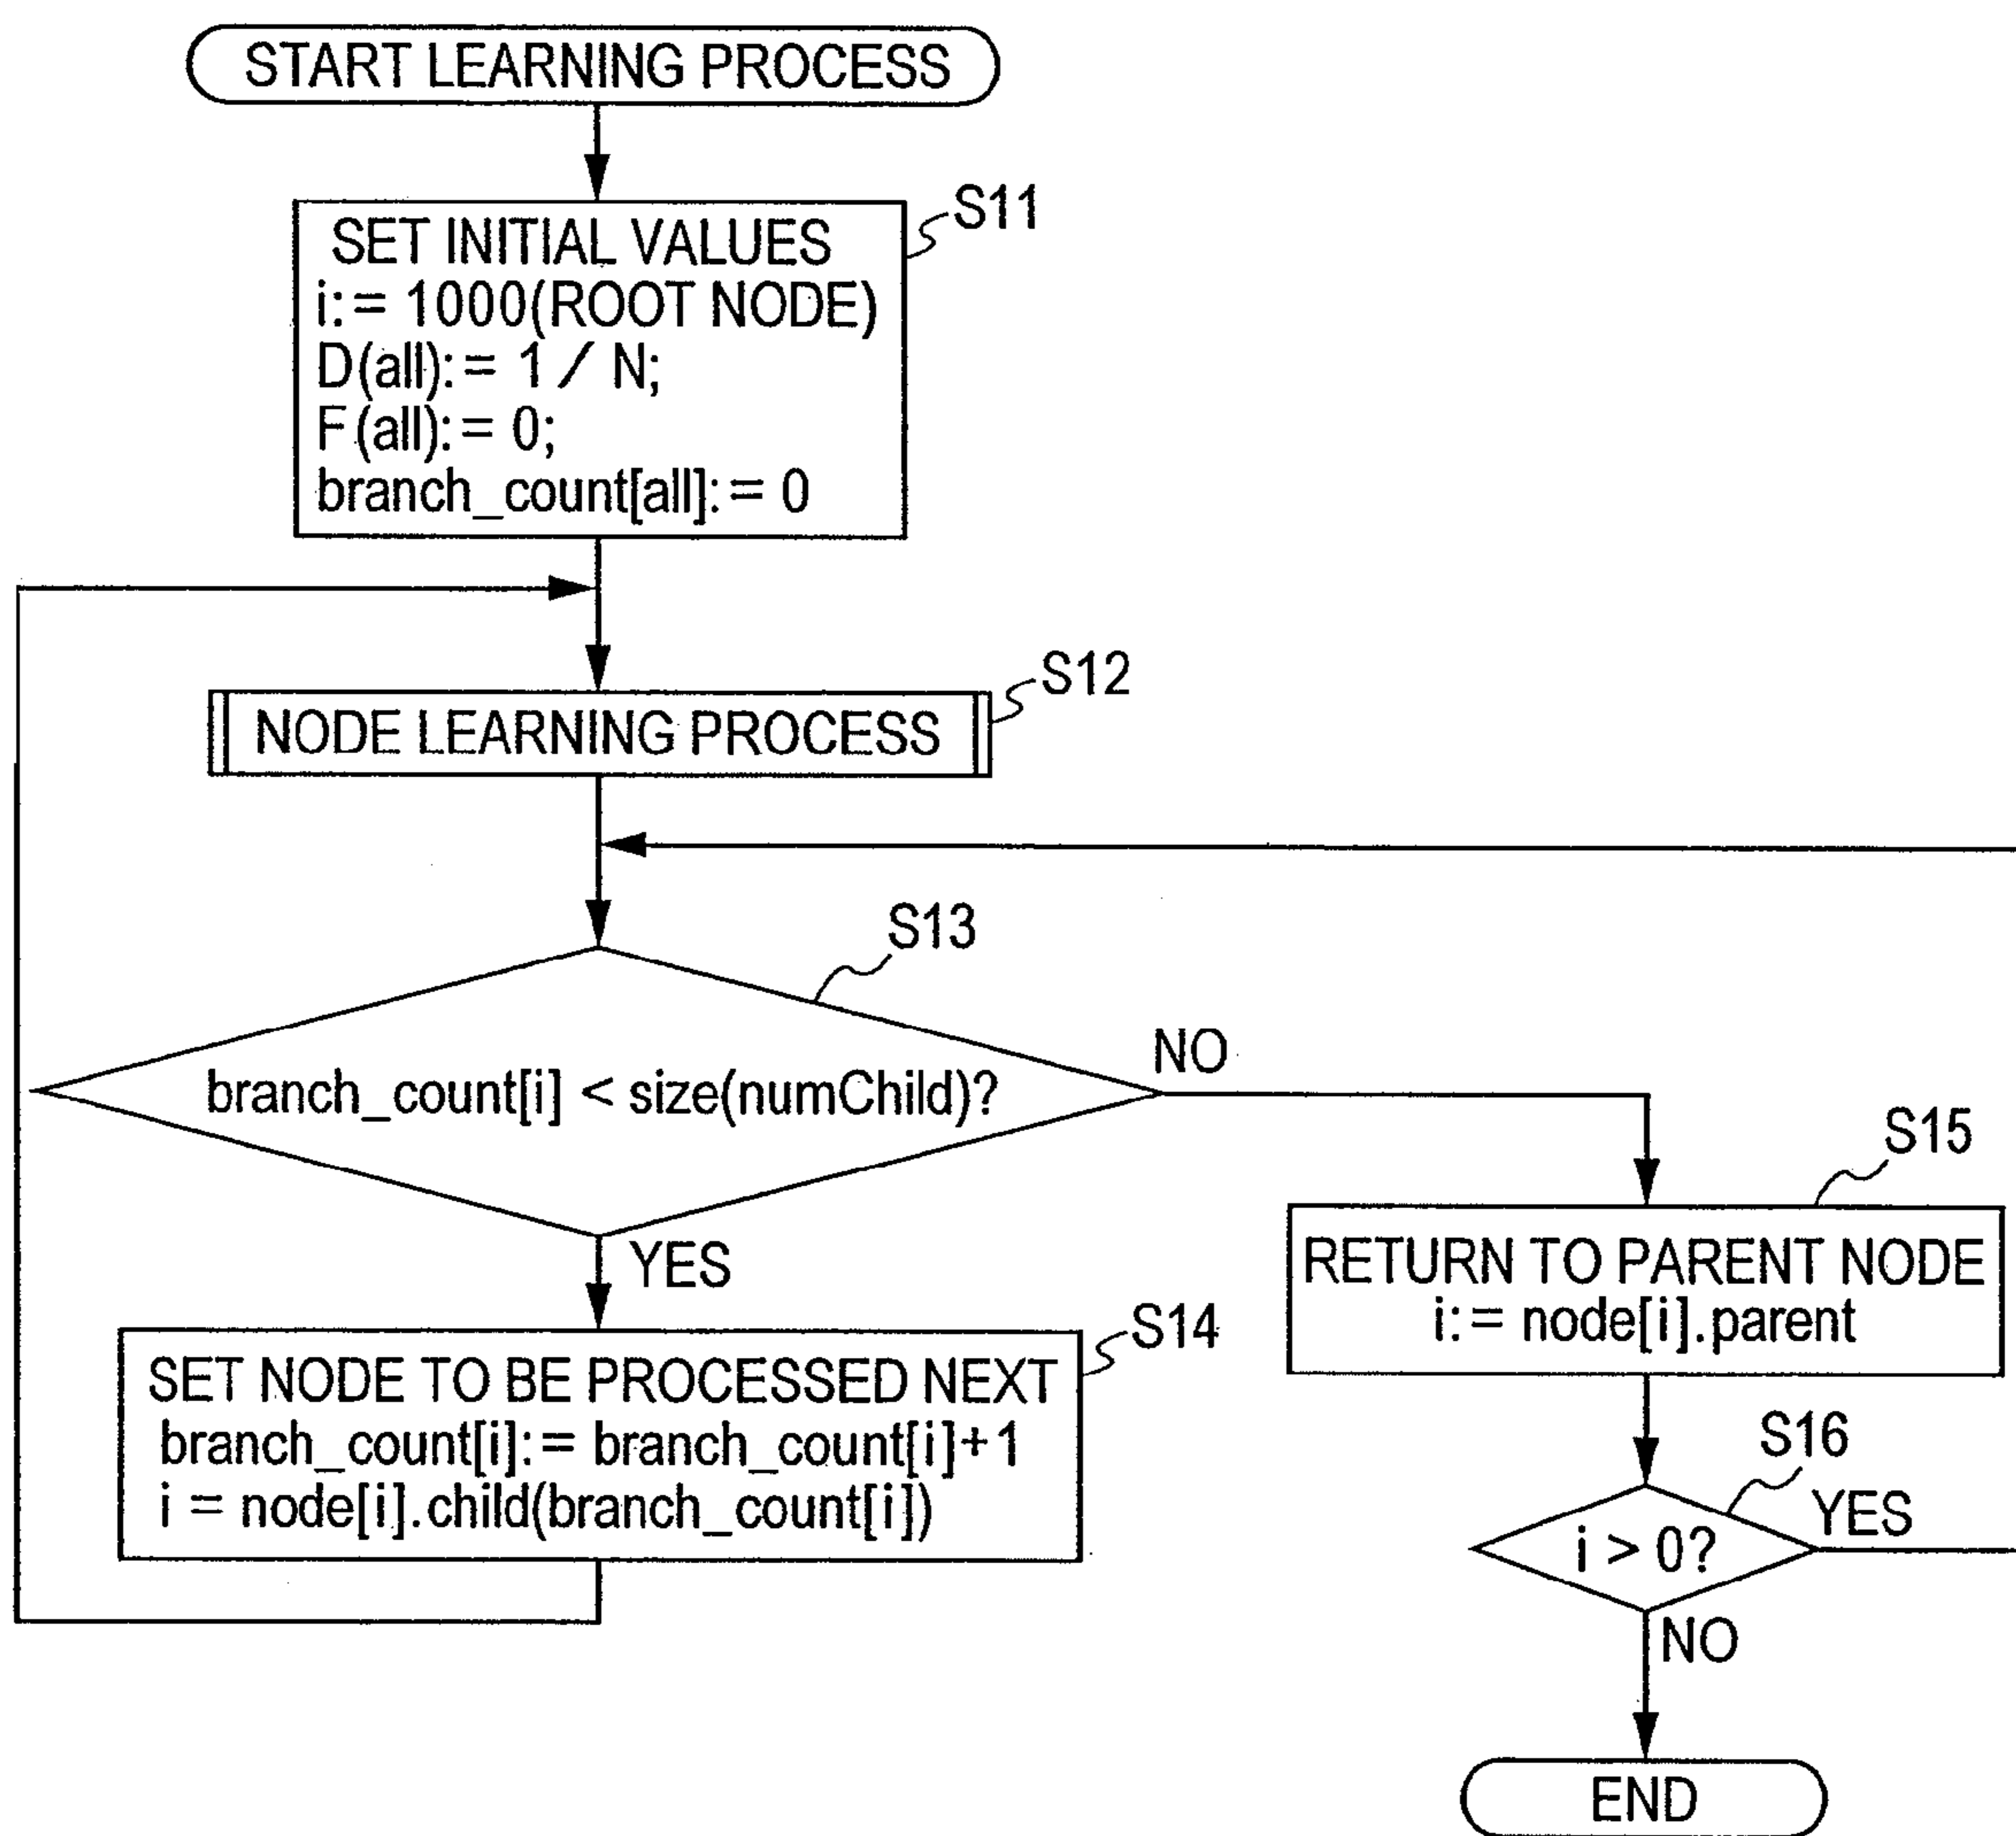 START LEARNING PROCESS
S11
SET INITIAL VALUES
i:= 1000(ROOT NODE)
D(all):= 1 / N;
F(all):= 0;
branch_count[all]:= 0
S12
NODE LEARNING PROCESS
S13
branch_count[i] < size(numChild)?
NO
YES
S14
SET NODE TO BE PROCESSED NEXT
branch_count[i]:= branch_count[i]+1
i = node[i].child(branch_count[i])
S15
RETURN TO PARENT NODE
i:= node[i].parent
S16
i > 0?
YES
NO
END